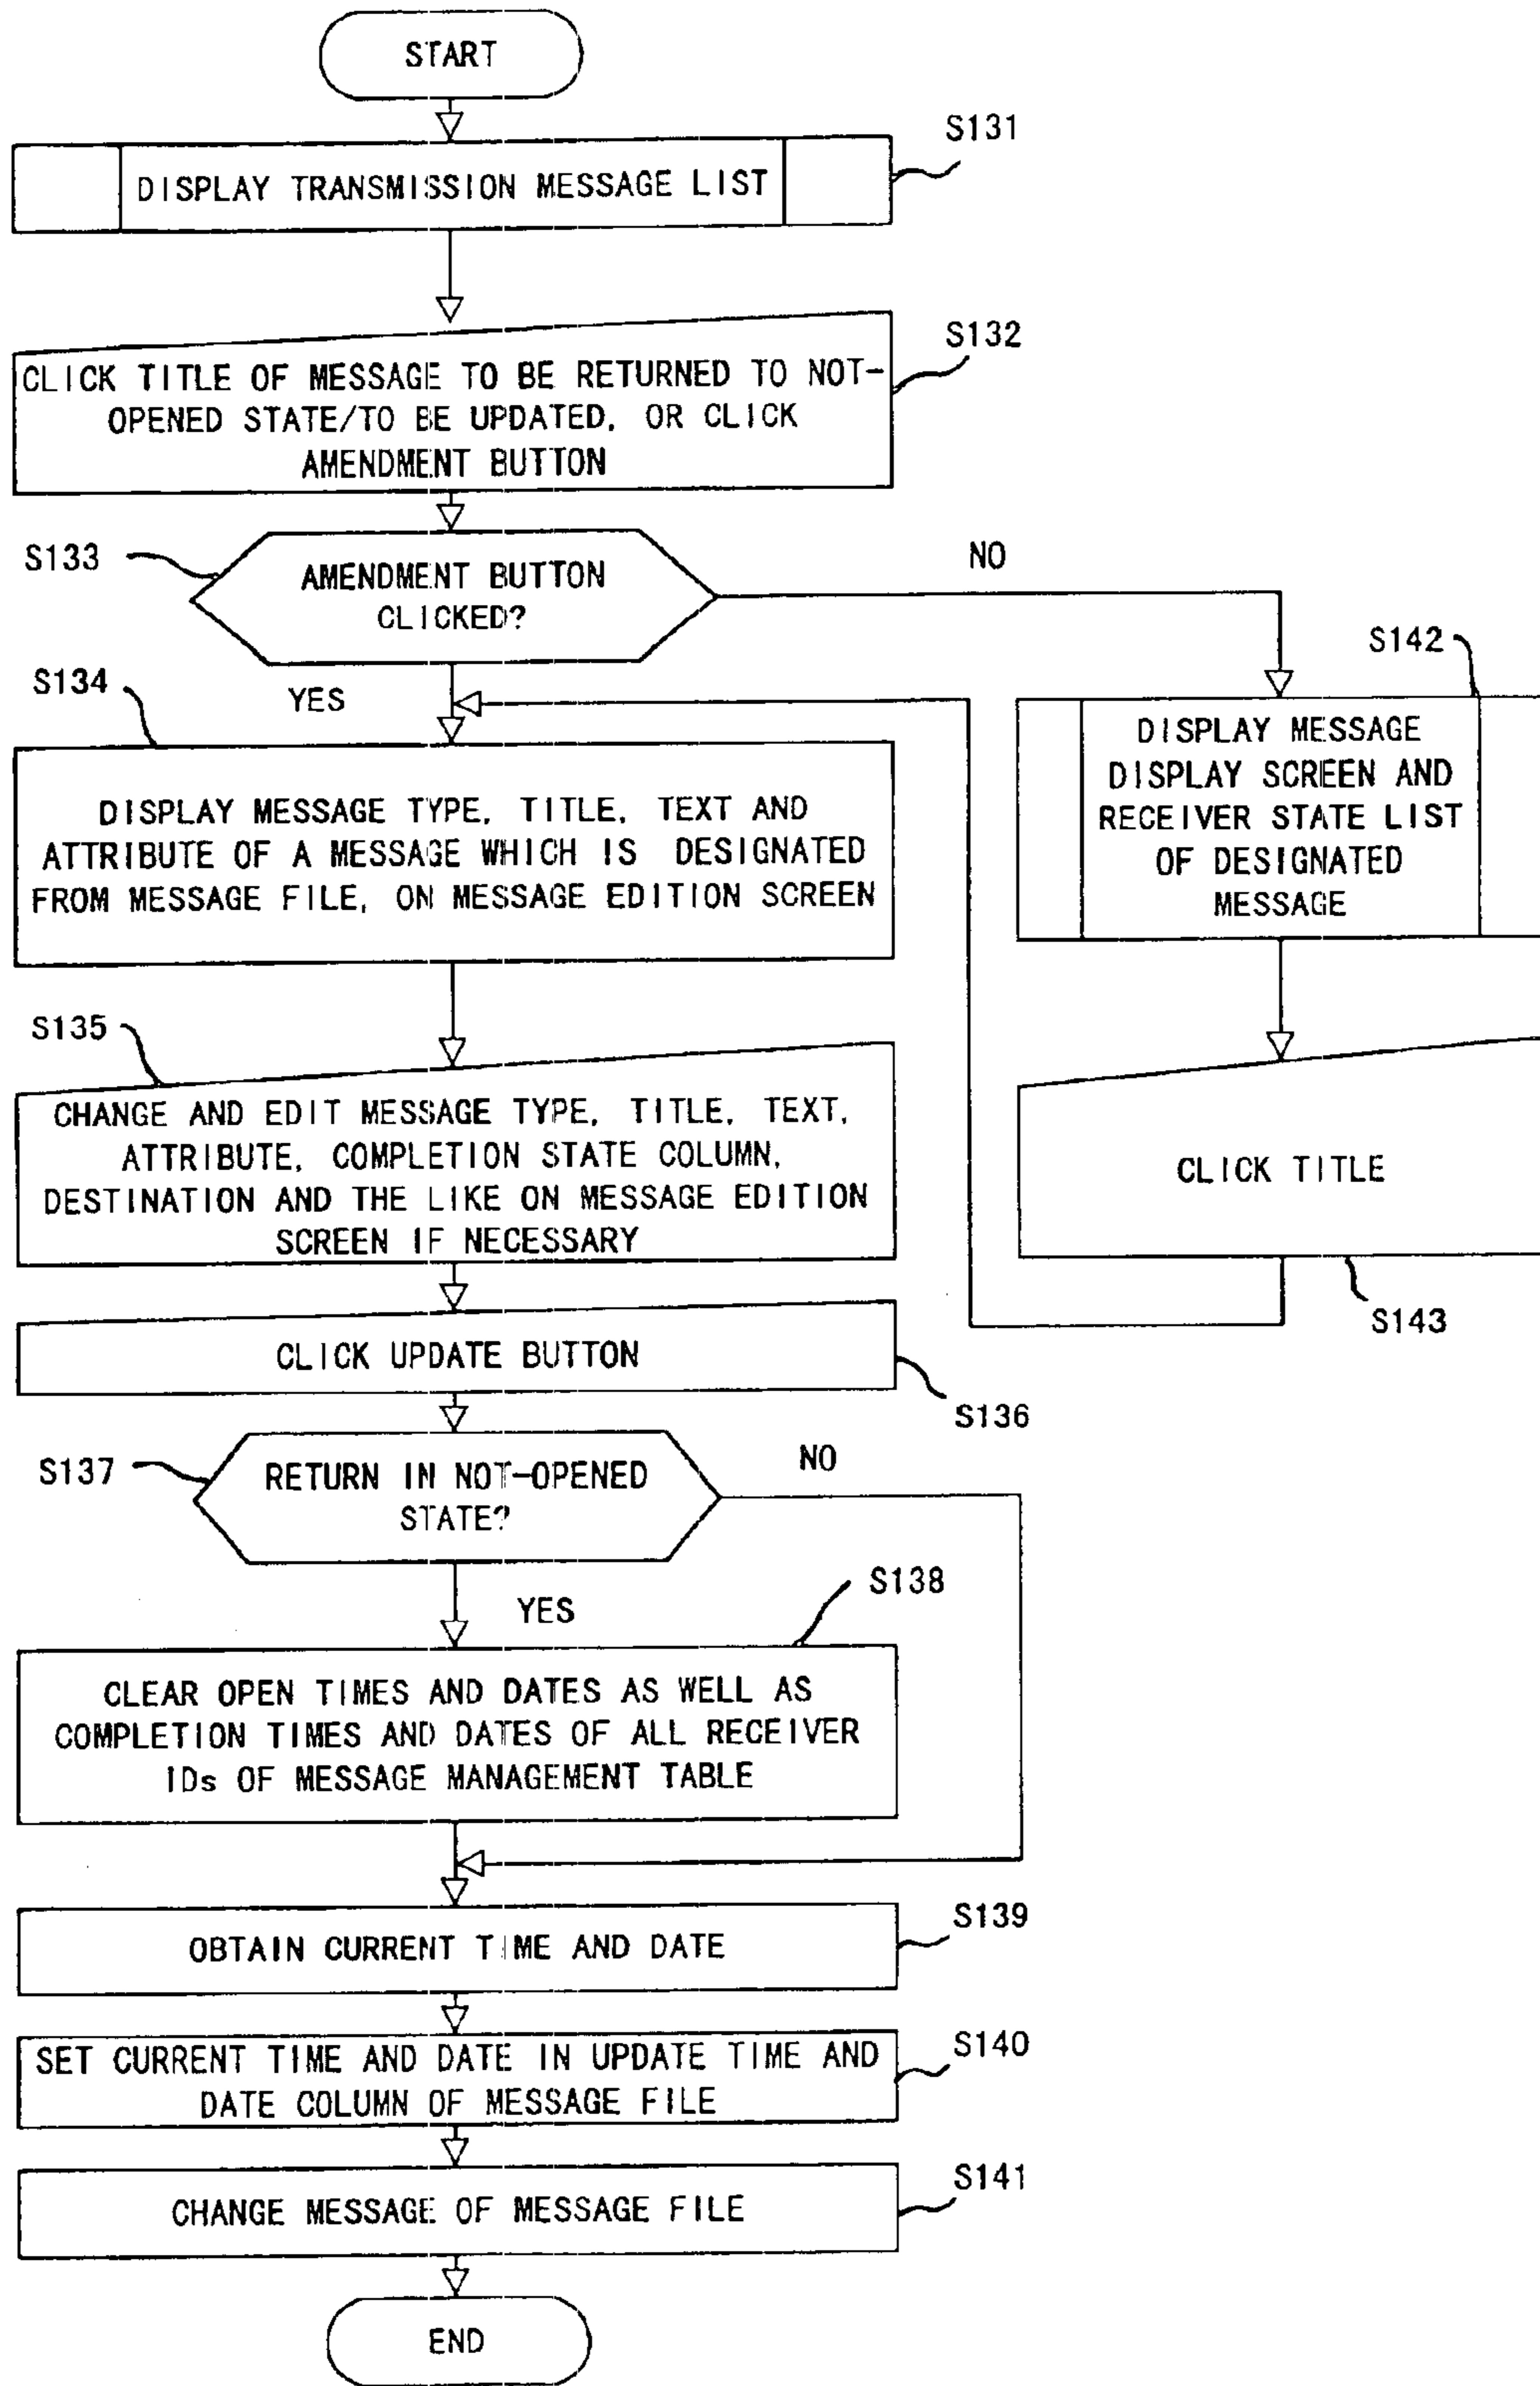 START
S131
DISPLAY TRANSMISSION MESSAGE LIST
S132
CLICK TITLE OF MESSAGE TO BE RETURNED TO NOT-
OPENED STATE/TO BE UPDATED, OR CLICK
AMENDMENT BUTTON
S133
AMENDMENT BUTTON
CLICKED?
NO
YES
S142
DISPLAY MESSAGE
DISPLAY SCREEN AND
RECEIVER STATE LIST
OF DESIGNATED
MESSAGE
S134
DISPLAY MESSAGE TYPE, TITLE, TEXT AND
ATTRIBUTE OF A MESSAGE WHICH IS DESIGNATED
FROM MESSAGE FILE, ON MESSAGE EDITION SCREEN
S135
CHANGE AND EDIT MESSAGE TYPE, TITLE, TEXT,
ATTRIBUTE, COMPLETION STATE COLUMN,
DESTINATION AND THE LIKE ON MESSAGE EDITION
SCREEN IF NECESSARY
CLICK TITLE
S143
CLICK UPDATE BUTTON
S136
S137
RETURN IN NOT-OPENED
STATE?
NO
YES
S138
CLEAR OPEN TIMES AND DATES AS WELL AS
COMPLETION TIMES AND DATES OF ALL RECEIVER
IDs OF MESSAGE MANAGEMENT TABLE
S139
OBTAIN CURRENT TIME AND DATE
S140
SET CURRENT TIME AND DATE IN UPDATE TIME AND
DATE COLUMN OF MESSAGE FILE
S141
CHANGE MESSAGE OF MESSAGE FILE
END